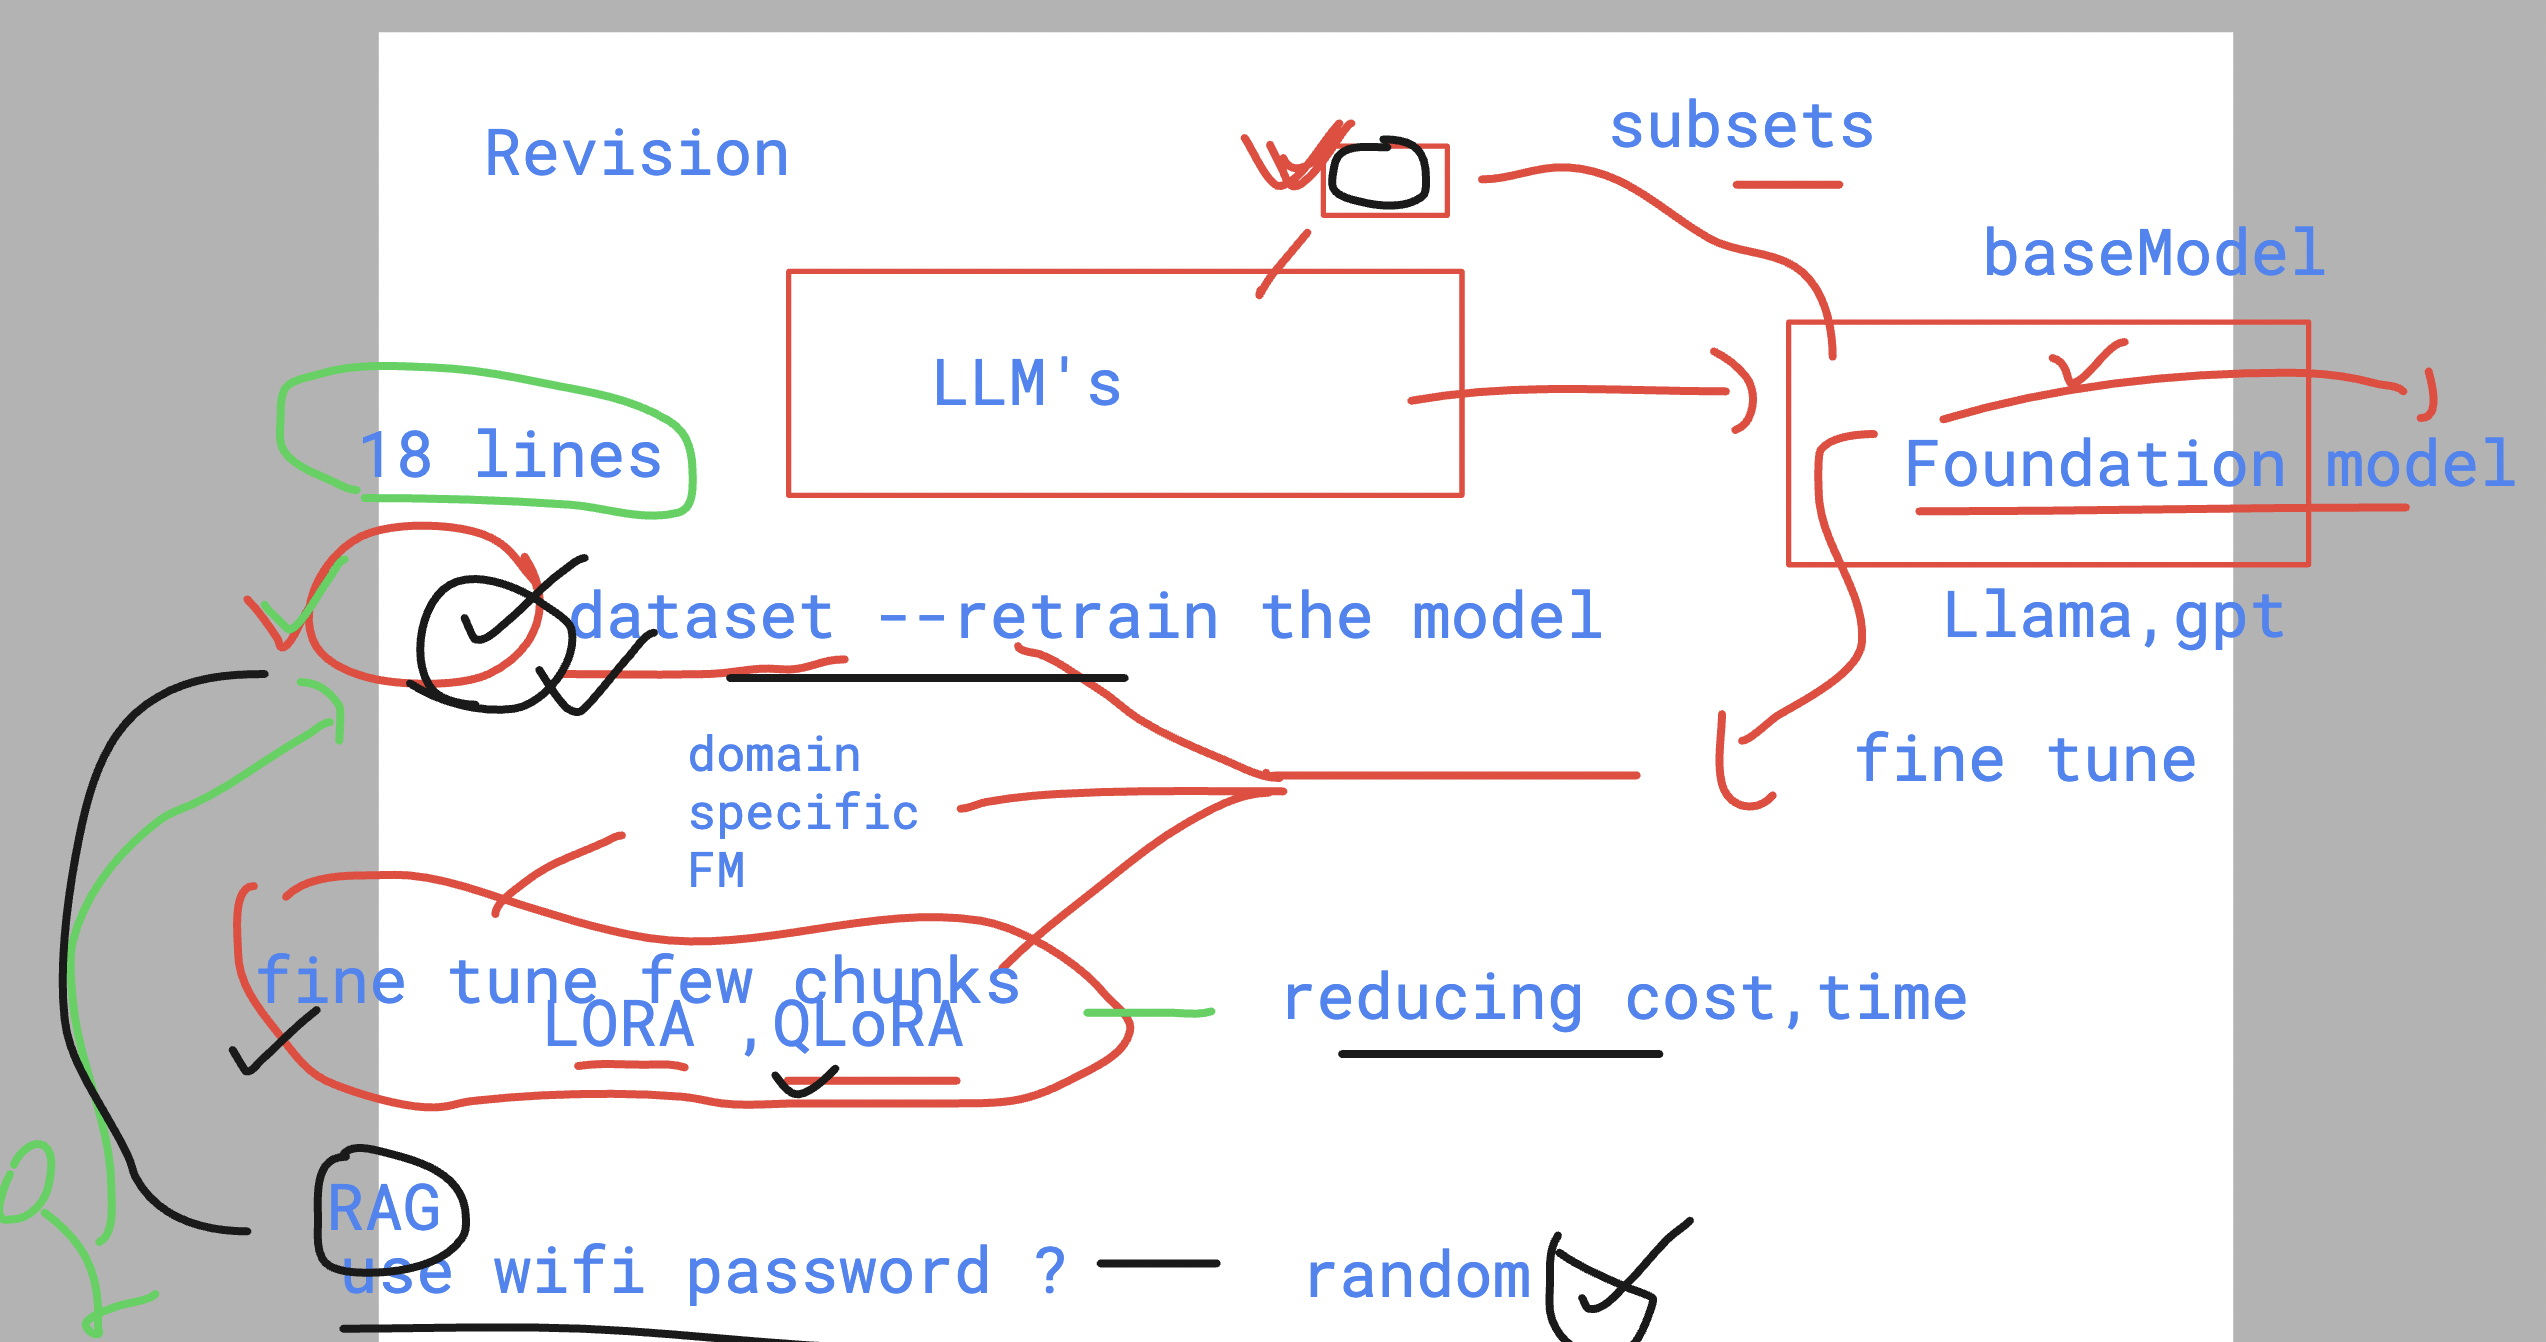 Revision
subsets
baseModel
LLM's
18 lines
Foundation model
dataset --retrain the model
Llama,gpt
domain
specific
FM
fine tune
fine tune few chunks
LORA ,QLoRA
reducing cost,time
RAG
use wifi password ?
random